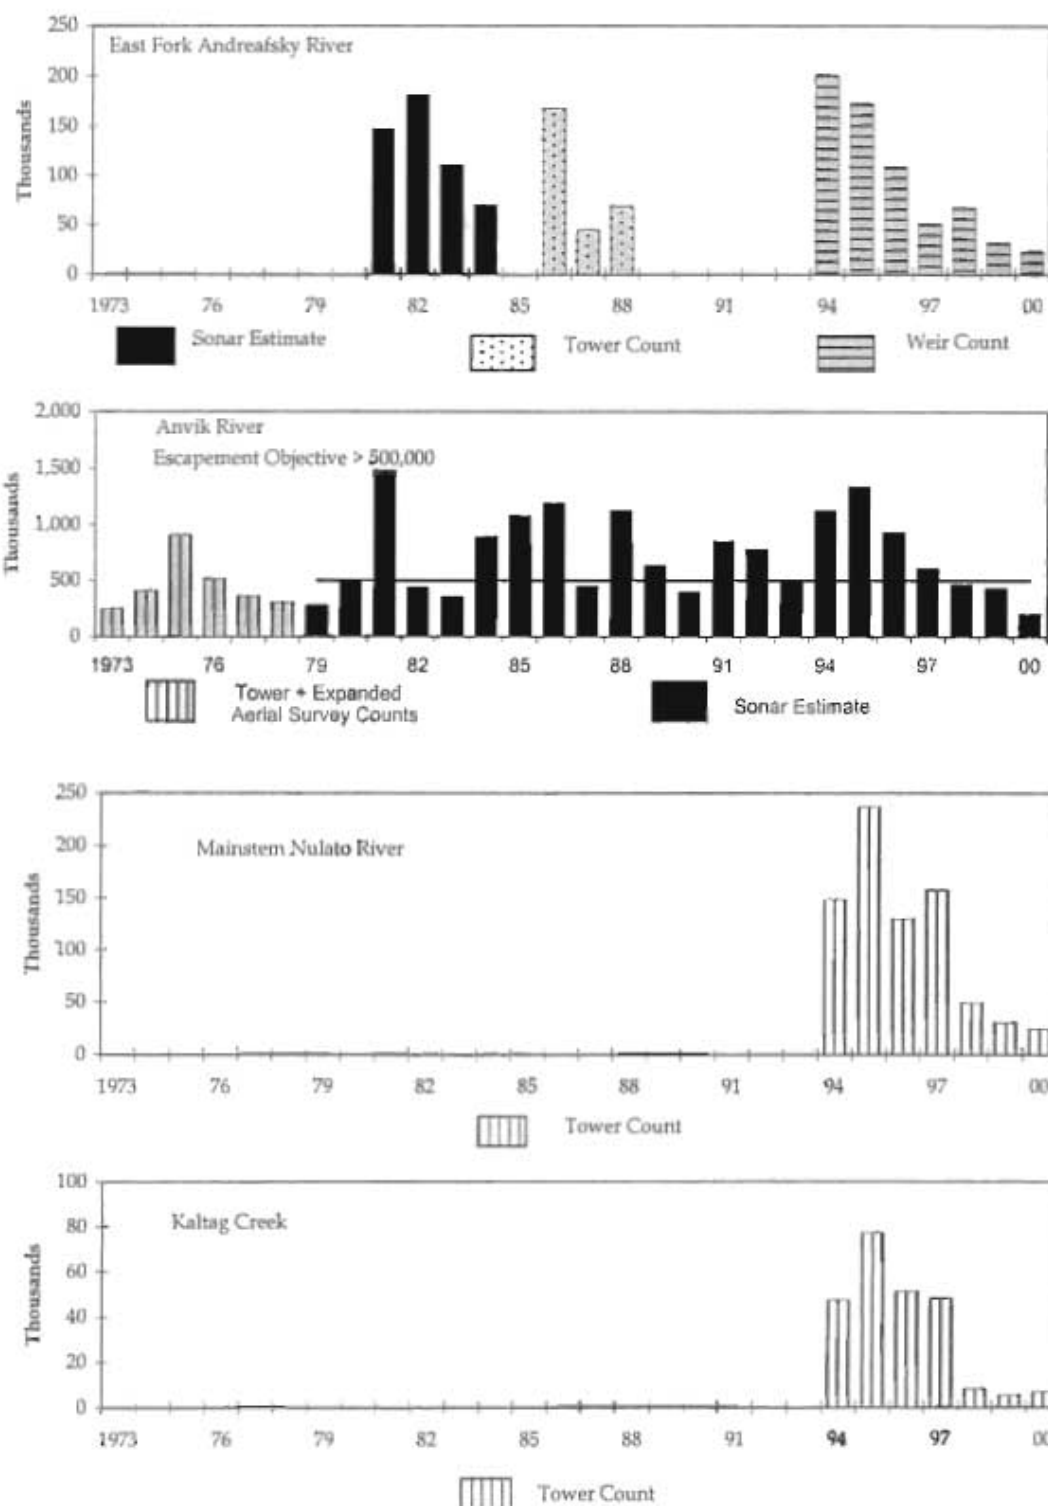 250
East Fork Andreafsky River
200
150
100
50
0
Thousands
1973 76 79 82 85 88 91 94 97 00
Sonar Estimate Tower Count Weir Count
2,000
Anvik River
Escapement Objective > 500,000
1,500
1,000
500
0
Thousands
1973 76 79 82 85 88 91 94 97 00
Tower + Expanded
Aerial Survey Counts
Sonar Estimate
250
200
Mainstem Nulato River
150
100
50
0
Thousands
1973 76 79 82 85 88 91 94 97 00
Tower Count
100
Kaltag Creek
80
60
40
20
0
Thousands
1973 76 79 82 85 88 91 94 97 00
Tower Count